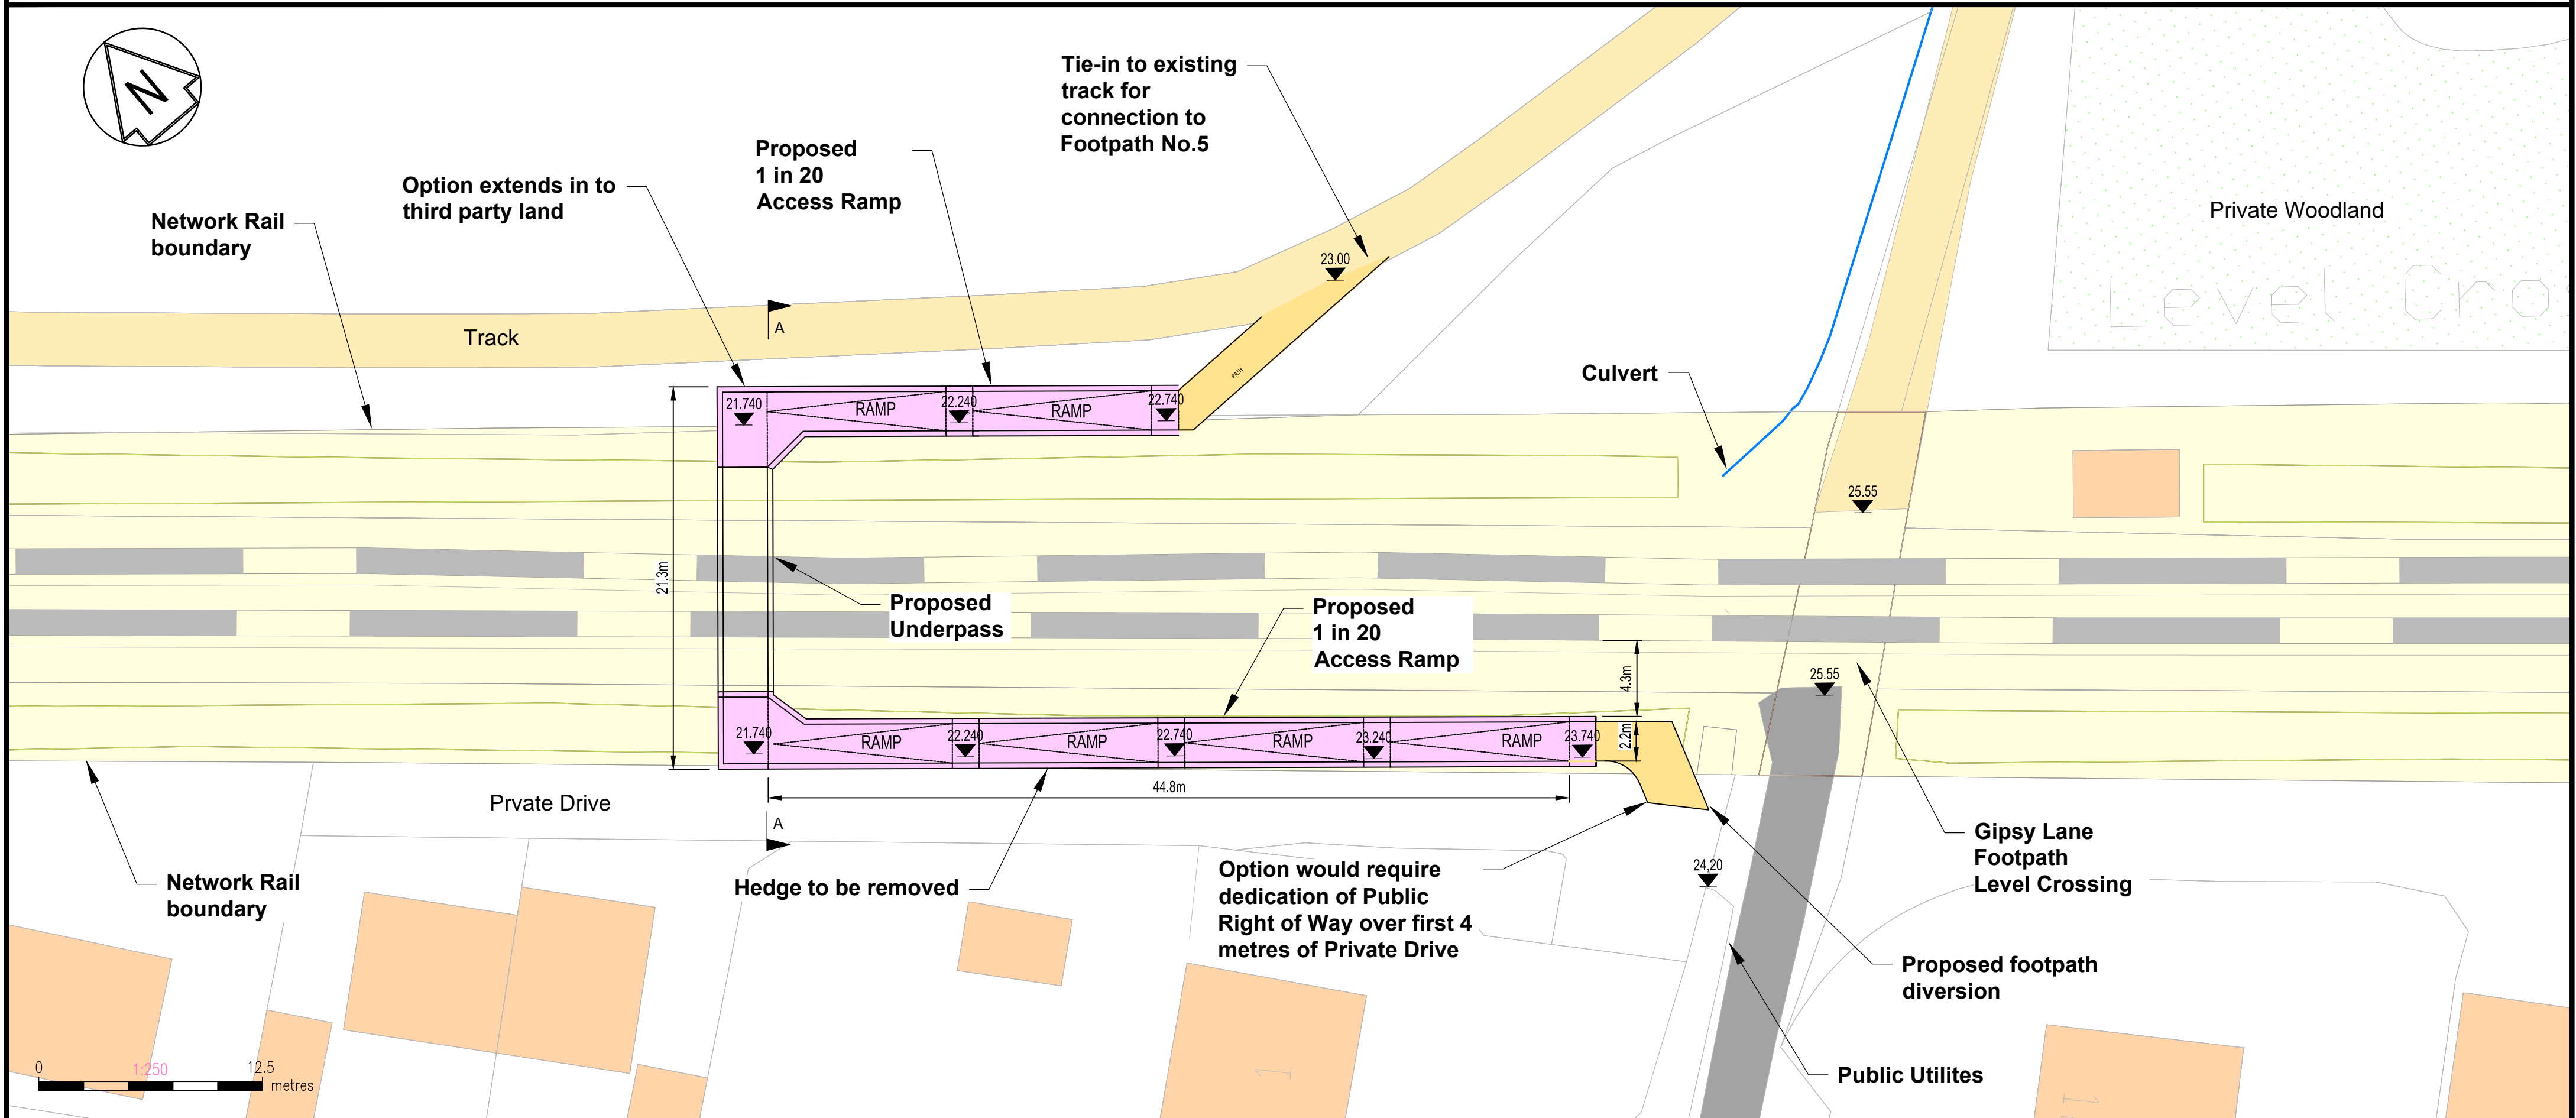 N
Tie-in to existing
track for
connection to
Footpath No.5
Proposed
1 in 20
Access Ramp
Option extends in to
third party land
Network Rail
boundary
Private Woodland
Level Cro
23.00
A
Track
PATH
Culvert
21.740
RAMP
22.240
RAMP
22.740
25.55
21.3m
Proposed
Underpass
Proposed
1 in 20
Access Ramp
4.3m
25.55
21.740
RAMP
22.240
RAMP
22.740
RAMP
23.240
RAMP
23.740
2.2m
44.8m
Prvate Drive
A
Gipsy Lane
Footpath
Level Crossing
Network Rail
boundary
Hedge to be removed
Option would require
dedication of Public
Right of Way over first 4
metres of Private Drive
24,20
Proposed footpath
diversion
0
1:250
12.5
metres
1
Public Utilites
1